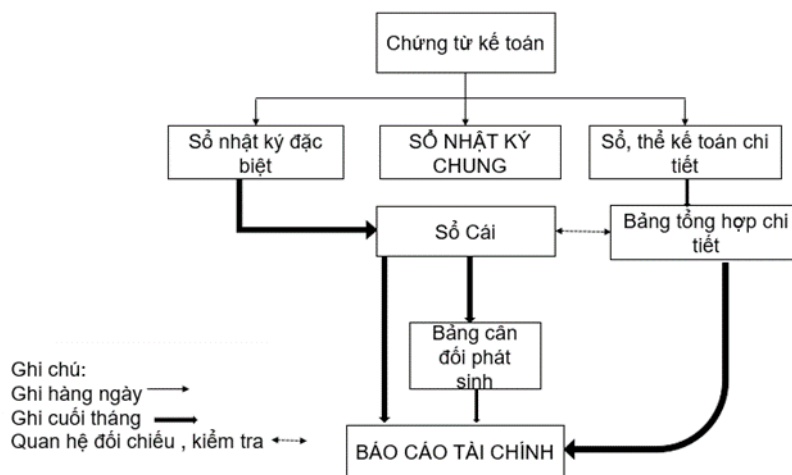 Chứng từ kế toán
Sổ nhật ký đặc
biệt
SỔ NHẬT KÝ
CHUNG
Sổ, thể kế toán chi
tiết
Sổ Cái
Bảng tổng hợp chi
tiết
Bảng cân
đối phát
sinh
Ghi chú:
Ghi hàng ngày
Ghi cuối tháng
Quan hệ đối chiếu , kiểm tra
BÁO CÁO TÀI CHÍNH